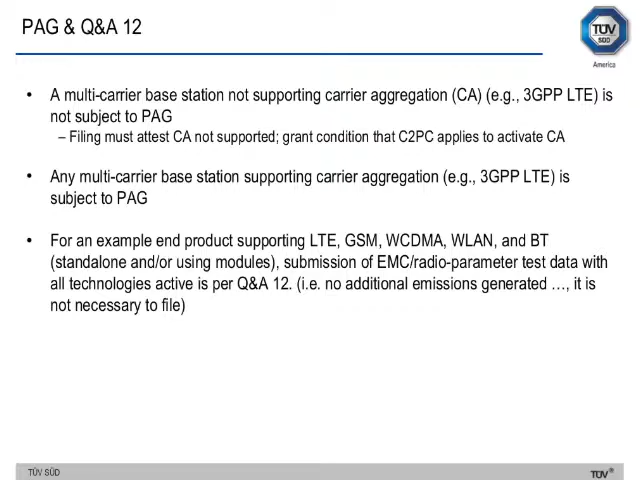 PAG & Q&A 12
TÜV
SÜD
America
• A multi-carrier base station not supporting carrier aggregation (CA) (e.g., 3GPP LTE) is
not subject to PAG
– Filing must attest CA not supported; grant condition that C2PC applies to activate CA
• Any multi-carrier base station supporting carrier aggregation (e.g., 3GPP LTE) is
subject to PAG
• For an example end product supporting LTE, GSM, WCDMA, WLAN, and BT
(standalone and/or using modules), submission of EMC/radio-parameter test data with
all technologies active is per Q&A 12. (i.e. no additional emissions generated …, it is
not necessary to file)
TÜV SÜD
TÜV®